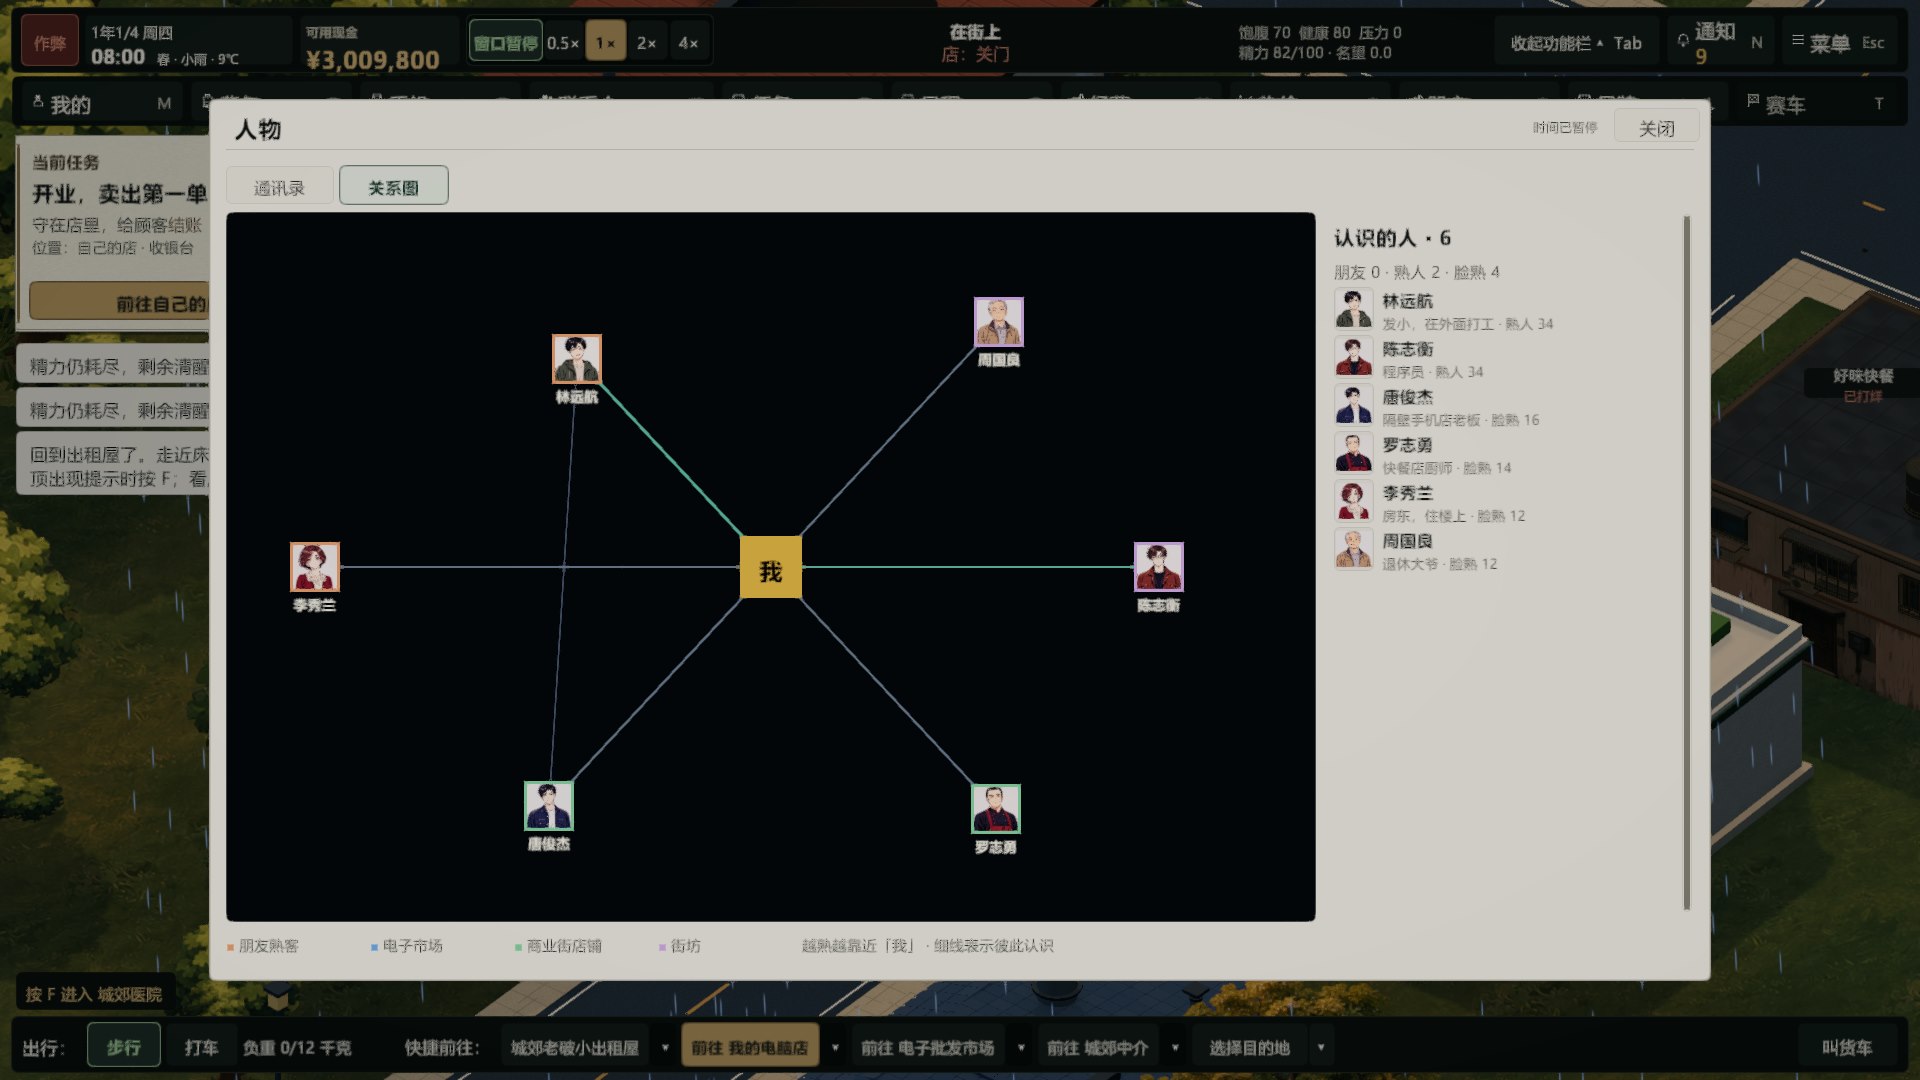 作弊
1年1/4 周四
08:00 春·小雨·9℃
可用现金
¥3,009,800
窗口暂停 0.5× 1× 2× 4×
在街上
店：关门
饱腹 70 健康 80 压力 0
精力 82/100·名望 0.0
收起功能栏 Tab
通知 N
9
菜单 Esc
我的 M
赛车 T
当前任务
开业，卖出第一单
守在店里，给顾客结账
位置：自己的店·收银台
前往自己的
精力仍耗尽，剩余清醒
精力仍耗尽，剩余清醒
回到出租屋了。走近床
顶出现提示时按 F；看
人物
时间已暂停
关闭
通讯录
关系图
林远航
周国良
李秀兰
我
陈志衡
唐俊杰
罗志勇
认识的人·6
朋友 0·熟人 2·脸熟 4
林远航
发小，在外面打工·熟人 34
陈志衡
程序员·熟人 34
唐俊杰
隔壁手机店老板·脸熟 16
罗志勇
快餐店厨师·脸熟 14
李秀兰
房东，住楼上·脸熟 12
周国良
退休大爷·脸熟 12
朋友熟客
电子市场
商业街店铺
街坊
越熟越靠近「我」·细线表示彼此认识
好味快餐
已打烊
按 F 进入 城郊医院
出行：
步行
打车
负重 0/12 千克
快捷前往：
城郊老破小出租屋
前往 我的电脑店
前往 电子批发市场
前往 城郊中介
选择目的地
叫货车